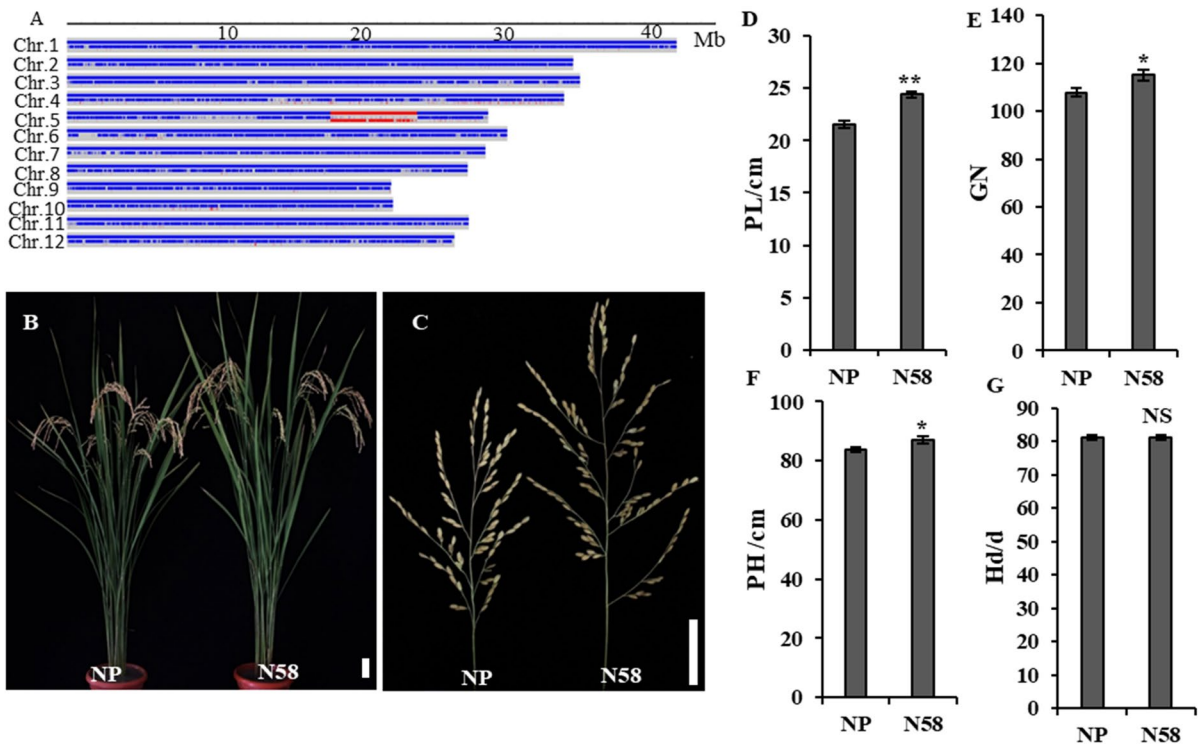 A
10 20 30 40 Mb
Chr.1
Chr.2
Chr.3
Chr.4
Chr.5
Chr.6
Chr.7
Chr.8
Chr.9
Chr.10
Chr.11
Chr.12
B
NP N58
C
NP N58
D
PL/cm
30
25
20
15
10
5
0
**
NP N58
E
GN
140
120
100
80
60
40
20
0
*
NP N58
F
PH/cm
100
80
60
40
20
0
*
NP N58
G
Hd/d
90
80
70
60
50
40
30
20
10
0
NS
NP N58